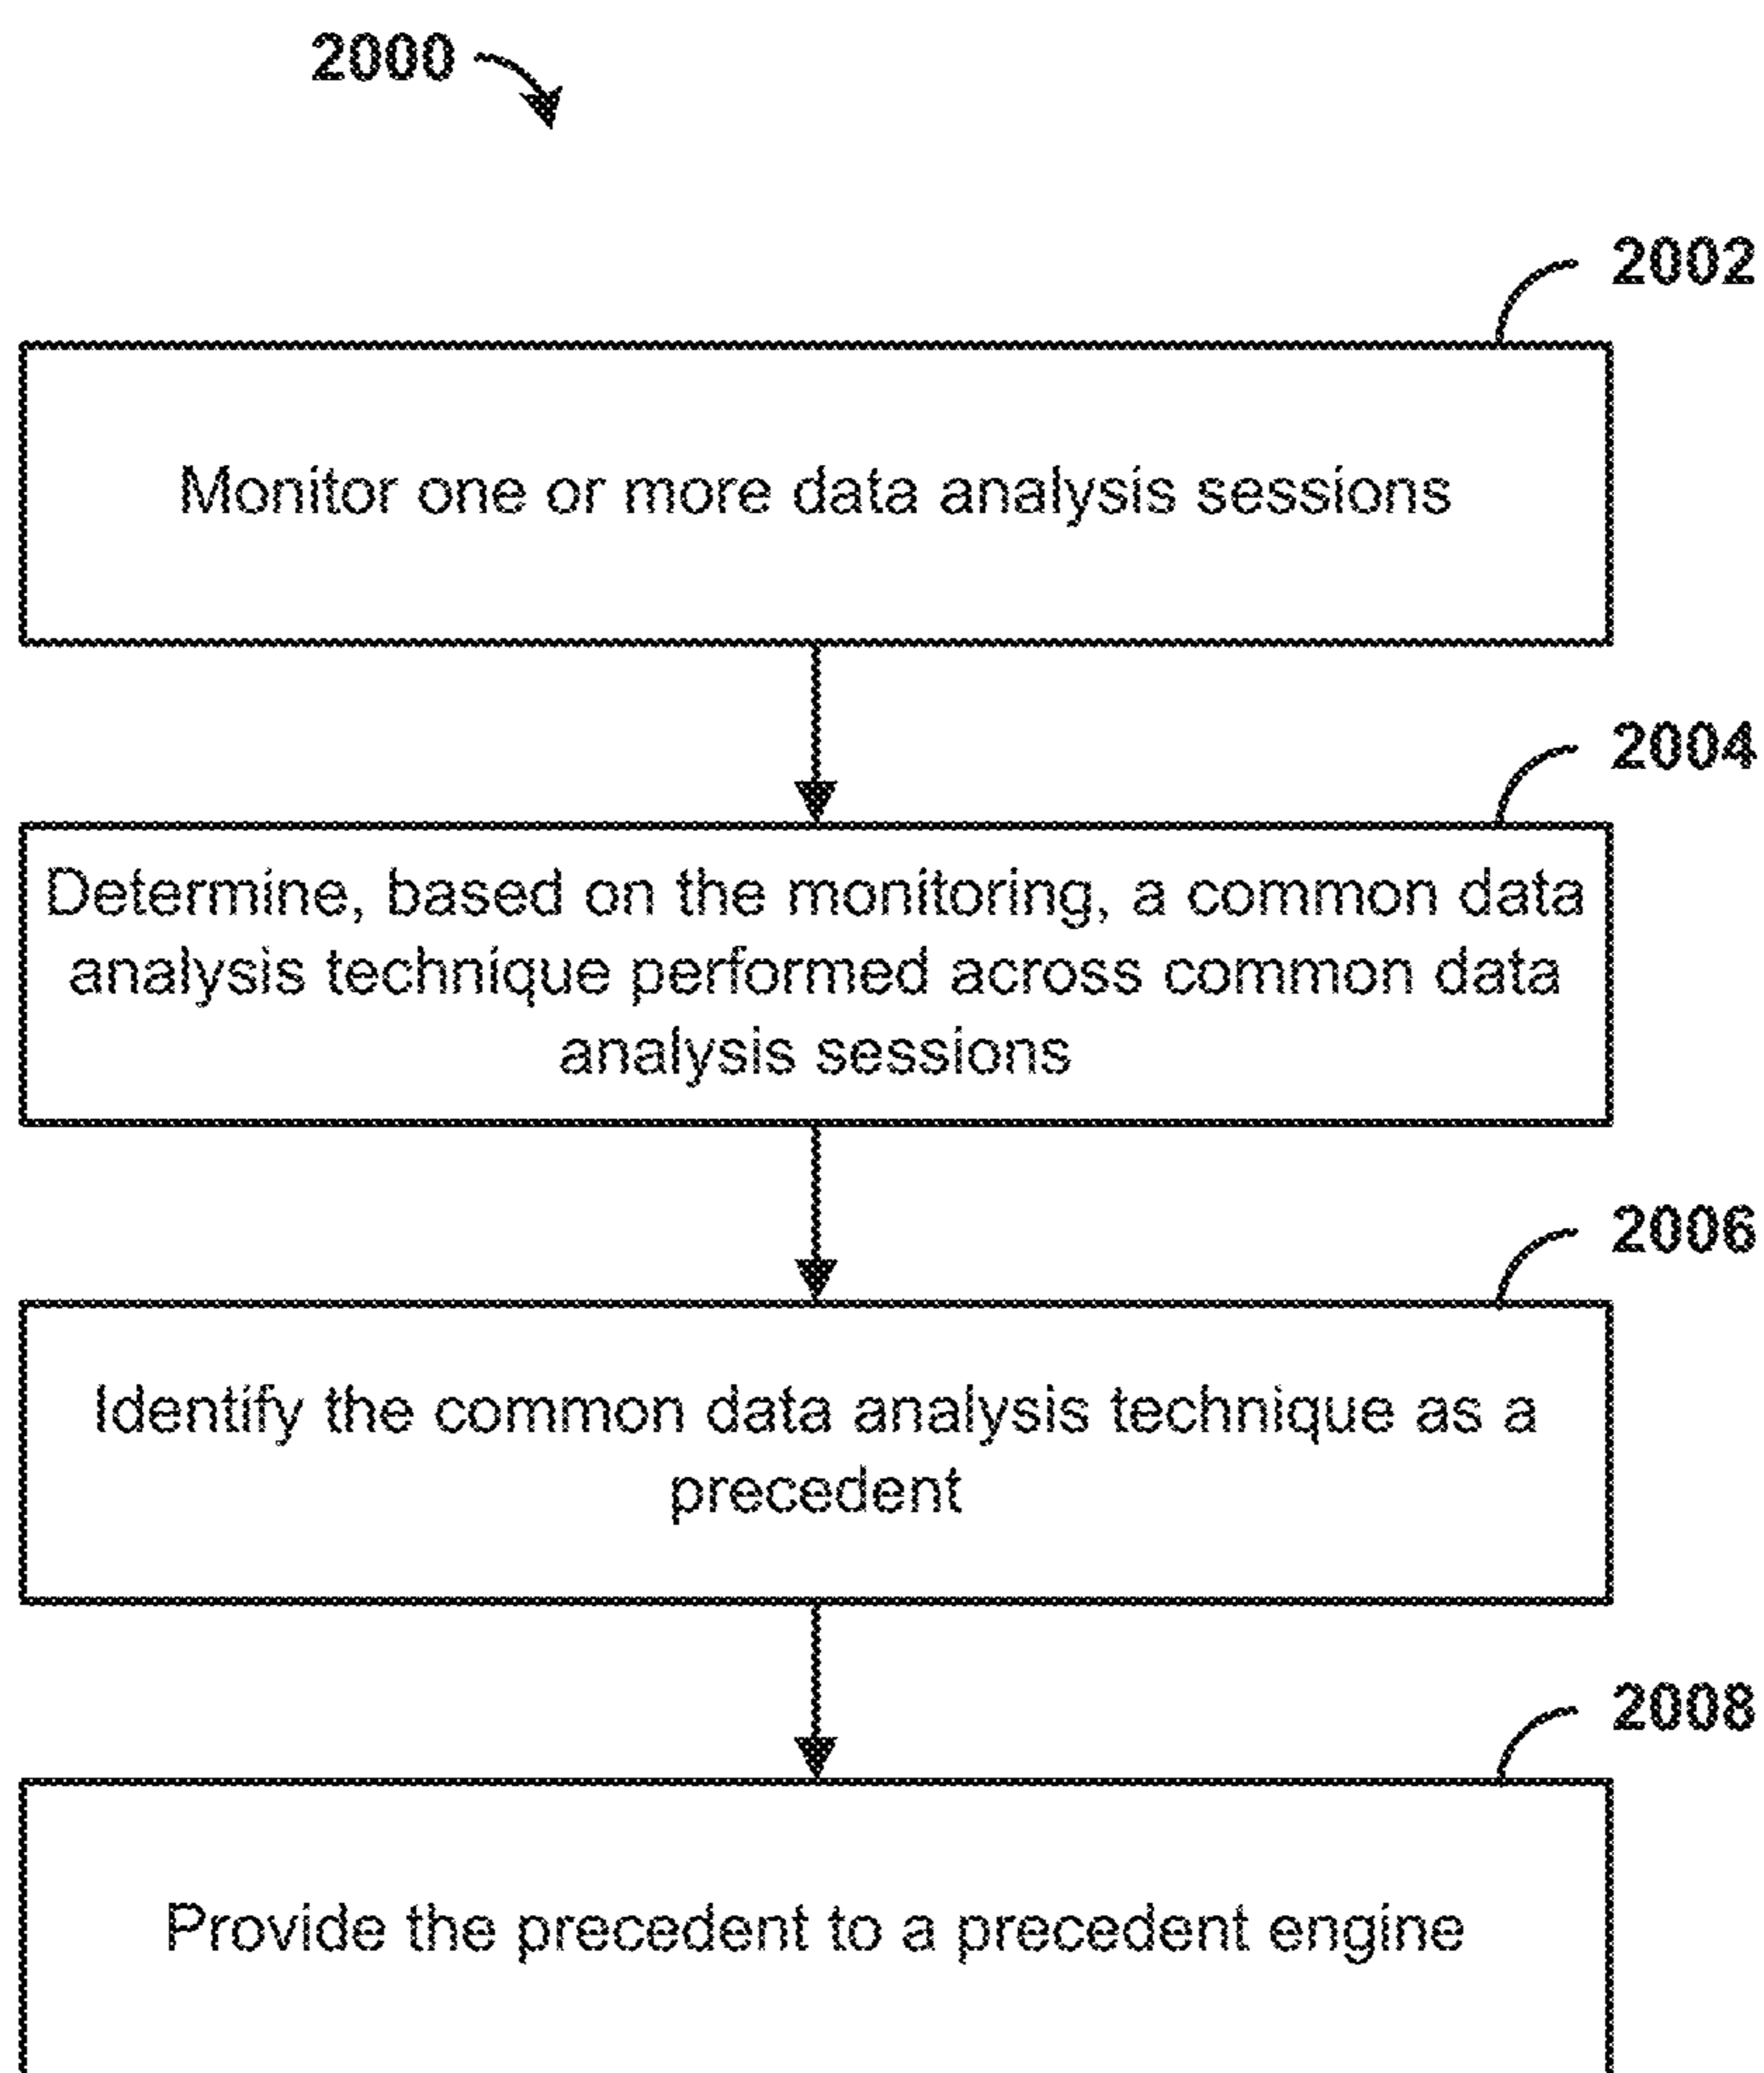 2000
2002
Monitor one or more data analysis sessions
2004
Determine, based on the monitoring, a common data
analysis technique performed across common data
analysis sessions
2006
Identify the common data analysis technique as a
precedent
2008
Provide the precedent to a precedent engine